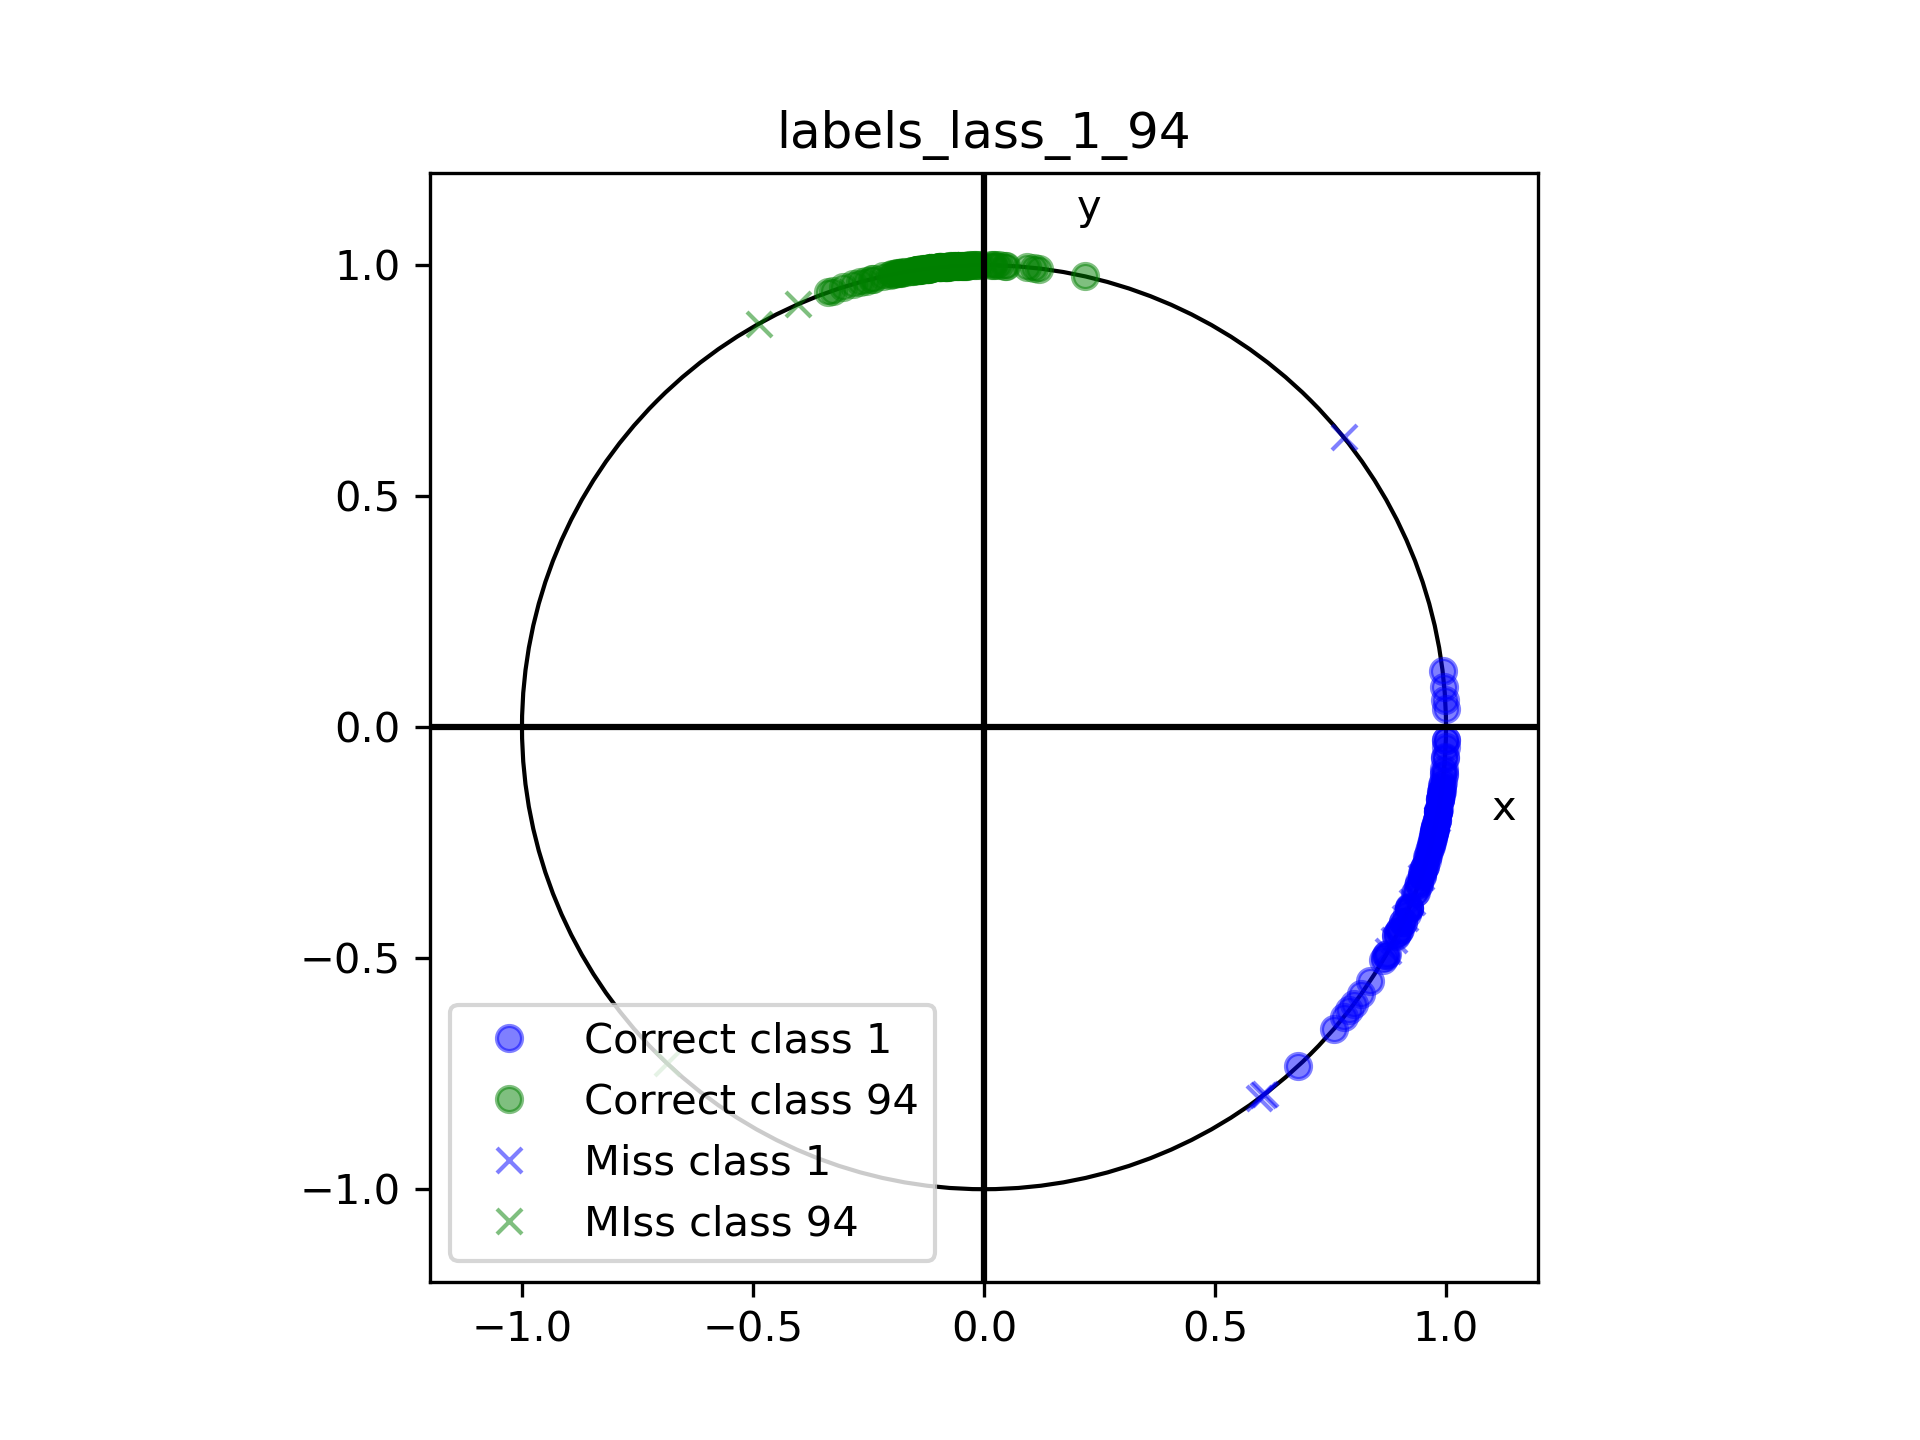 labels_lass_1_94
y
1.0
0.5
0.0
x
−0.5
−1.0
Correct class 1
Correct class 94
Miss class 1
MIss class 94
−1.0 −0.5 0.0 0.5 1.0